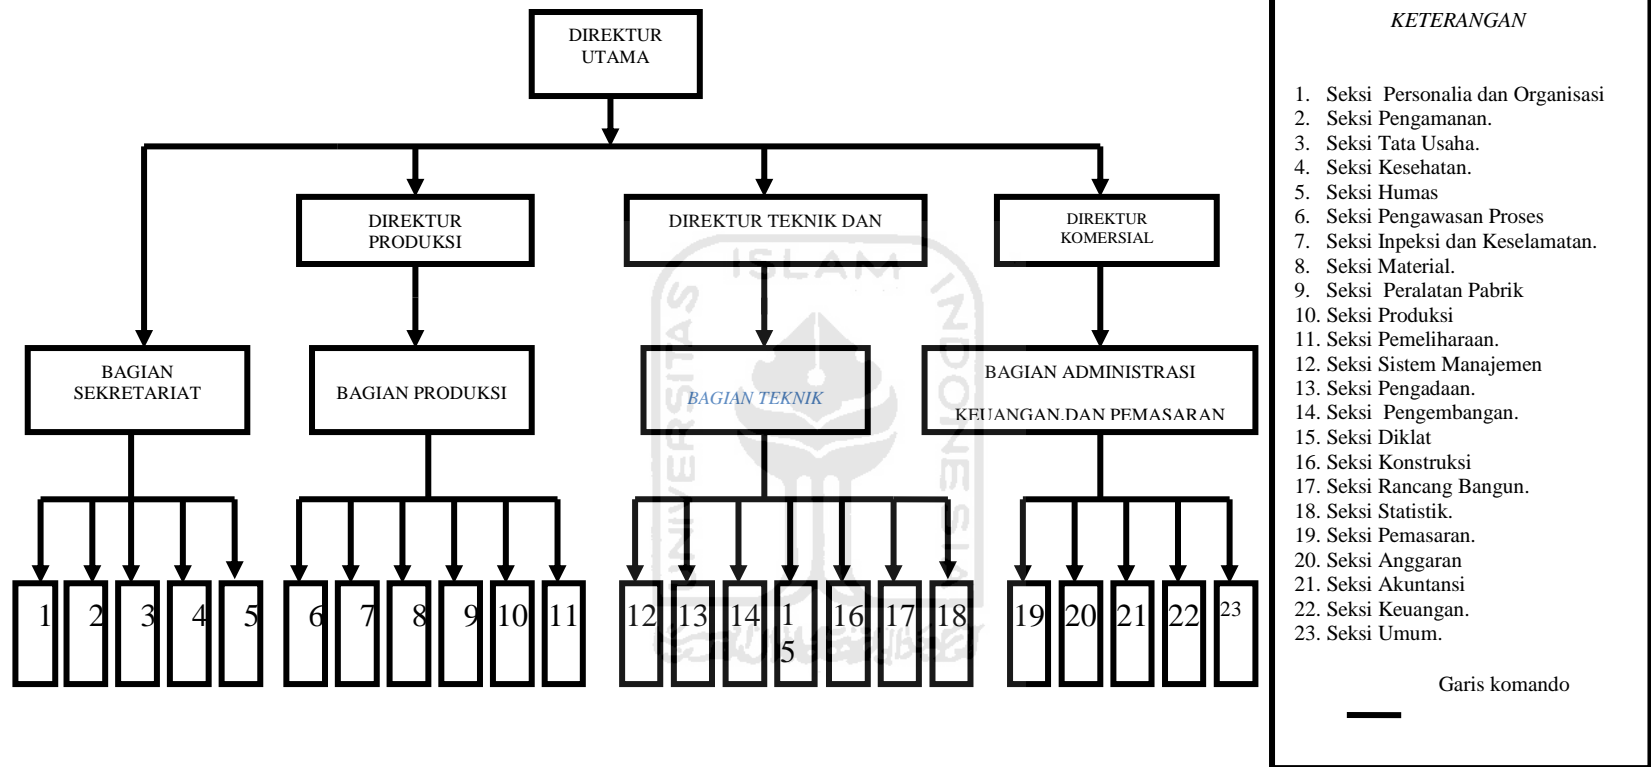 DIREKTUR
UTAMA
DIREKTUR
PRODUKSI
DIREKTUR TEKNIK DAN
DIREKTUR
KOMERSIAL
BAGIAN
SEKRETARIAT
BAGIAN PRODUKSI
BAGIAN TEKNIK
BAGIAN ADMINISTRASI
KEUANGAN.DAN PEMASARAN
1 2 3 4 5 6 7 8 9 10 11 12 13 14 1 16 17 18 19 20 21 22 23
5
KETERANGAN
1. Seksi Personalia dan Organisasi
2. Seksi Pengamanan.
3. Seksi Tata Usaha.
4. Seksi Kesehatan.
5. Seksi Humas
6. Seksi Pengawasan Proses
7. Seksi Inpeksi dan Keselamatan.
8. Seksi Material.
9. Seksi Peralatan Pabrik
10. Seksi Produksi
11. Seksi Pemeliharaan.
12. Seksi Sistem Manajemen
13. Seksi Pengadaan.
14. Seksi Pengembangan.
15. Seksi Diklat
16. Seksi Konstruksi
17. Seksi Rancang Bangun.
18. Seksi Statistik.
19. Seksi Pemasaran.
20. Seksi Anggaran
21. Seksi Akuntansi
22. Seksi Keuangan.
23. Seksi Umum.
Garis komando
UNIVERSITAS
ISLAM
INDONESIA